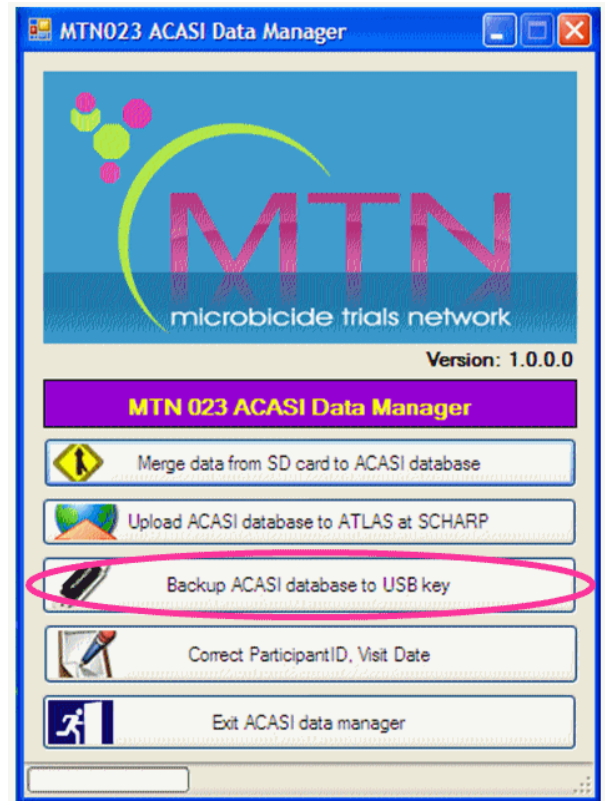 MTN023 ACASI Data Manager
MTN
microbicide trials network
Version: 1.0.0.0
MTN 023 ACASI Data Manager
Merge data from SD card to ACASI database
Upload ACASI database to ATLAS at SCHARP
Backup ACASI database to USB key
Correct ParticipantID, Visit Date
Exit ACASI data manager